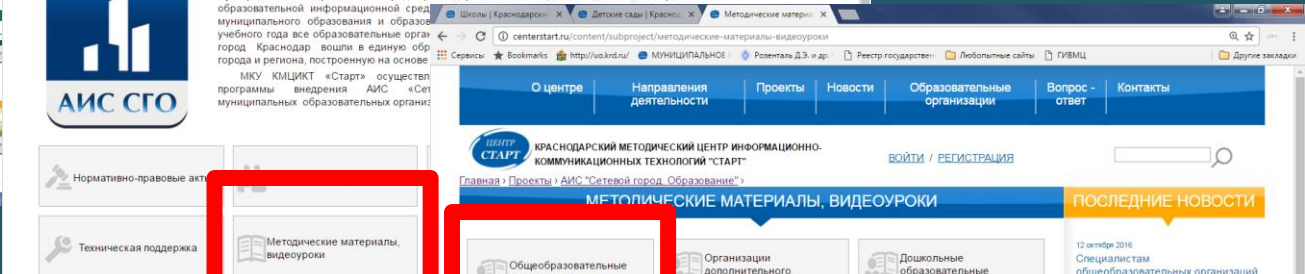 образовательной информационной сред
муниципального образования и образов
учебного года все образовательные орган
город Краснодар вошли в единую обр
города и региона, построенную на основе
МКУ КМЦИКТ «Старт» осуществл
программы внедрения АИС «Сет
муниципальных образовательных организ
АИС СГО
Нормативно-правовые акты
Техническая поддержка
Методические материалы,
видеоуроки
Школы | Краснодарски
Детские сады | Краснод
Методические материа
centerstart.ru/content/subproject/методические-материалы-видеоуроки
Сервисы Bookmarks http://uo.krd.ru/ МУНИЦИПАЛЬНОЕ Розенталь Д.Э. и др. Реестр государствен Любопытные сайты ГИВМЦ Другие закладки
О центре
Направления
деятельности
Проекты
Новости
Образовательные
организации
Вопрос -
ответ
Контакты
ЦЕНТР
СТАРТ
КРАСНОДАРСКИЙ МЕТОДИЧЕСКИЙ ЦЕНТР ИНФОРМАЦИОННО-
КОММУНИКАЦИОННЫХ ТЕХНОЛОГИЙ "СТАРТ"
ВОЙТИ / РЕГИСТРАЦИЯ
Главная › Проекты › АИС "Сетевой город. Образование" ›
МЕТОДИЧЕСКИЕ МАТЕРИАЛЫ, ВИДЕОУРОКИ
ПОСЛЕДНИЕ НОВОСТИ
Общеобразовательные
Организации
дополнительного
Дошкольные
образовательные
12 октября 2016
Специалистам
общеобразовательных организаций